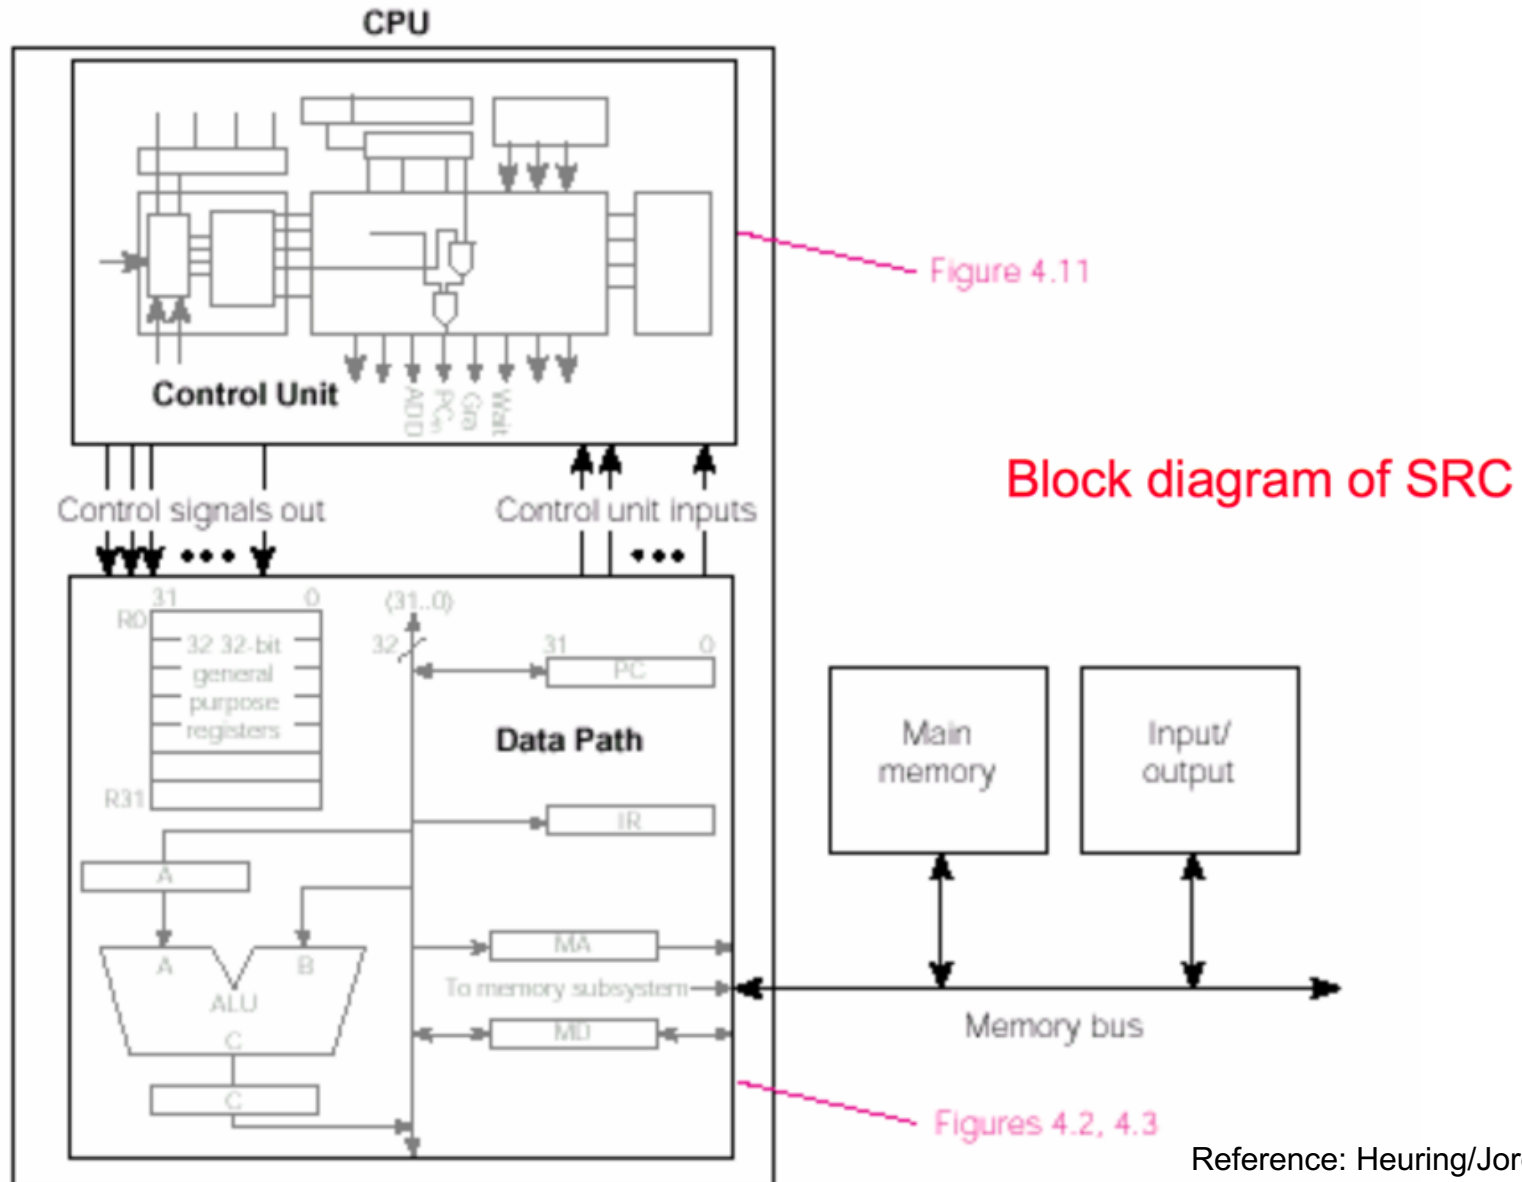 CPU
Control Unit
ADD
PCin
Gra
Wait
Figure 4.11
Block diagram of SRC
Control signals out
Control unit inputs
31 0
R0
32 32-bit
general
purpose
registers
R31
(31..0)
32
31 0
PC
Data Path
IR
A
A B
ALU
C
C
MA
To memory subsystem
MD
Main
memory
Input/
output
Memory bus
Figures 4.2, 4.3
Reference: Heuring/Jor